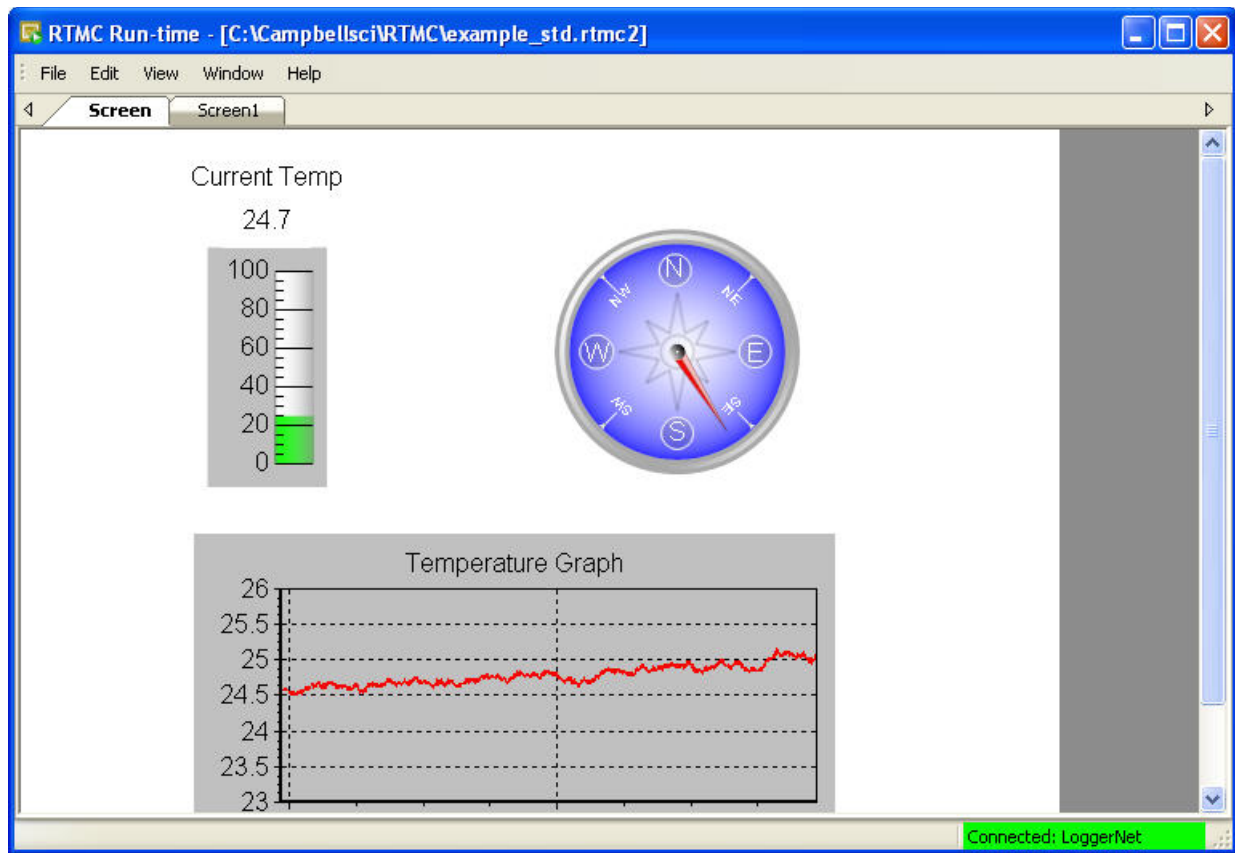 RTMC Run-time - [C:\Campbellsci\RTMC\example_std.rtmc2]
File Edit View Window Help
Screen Screen1
Current Temp
24.7
100
80
60
40
20
0
N
NE
E
SE
S
SW
W
NW
Temperature Graph
26
25.5
25
24.5
24
23.5
23
Connected: LoggerNet